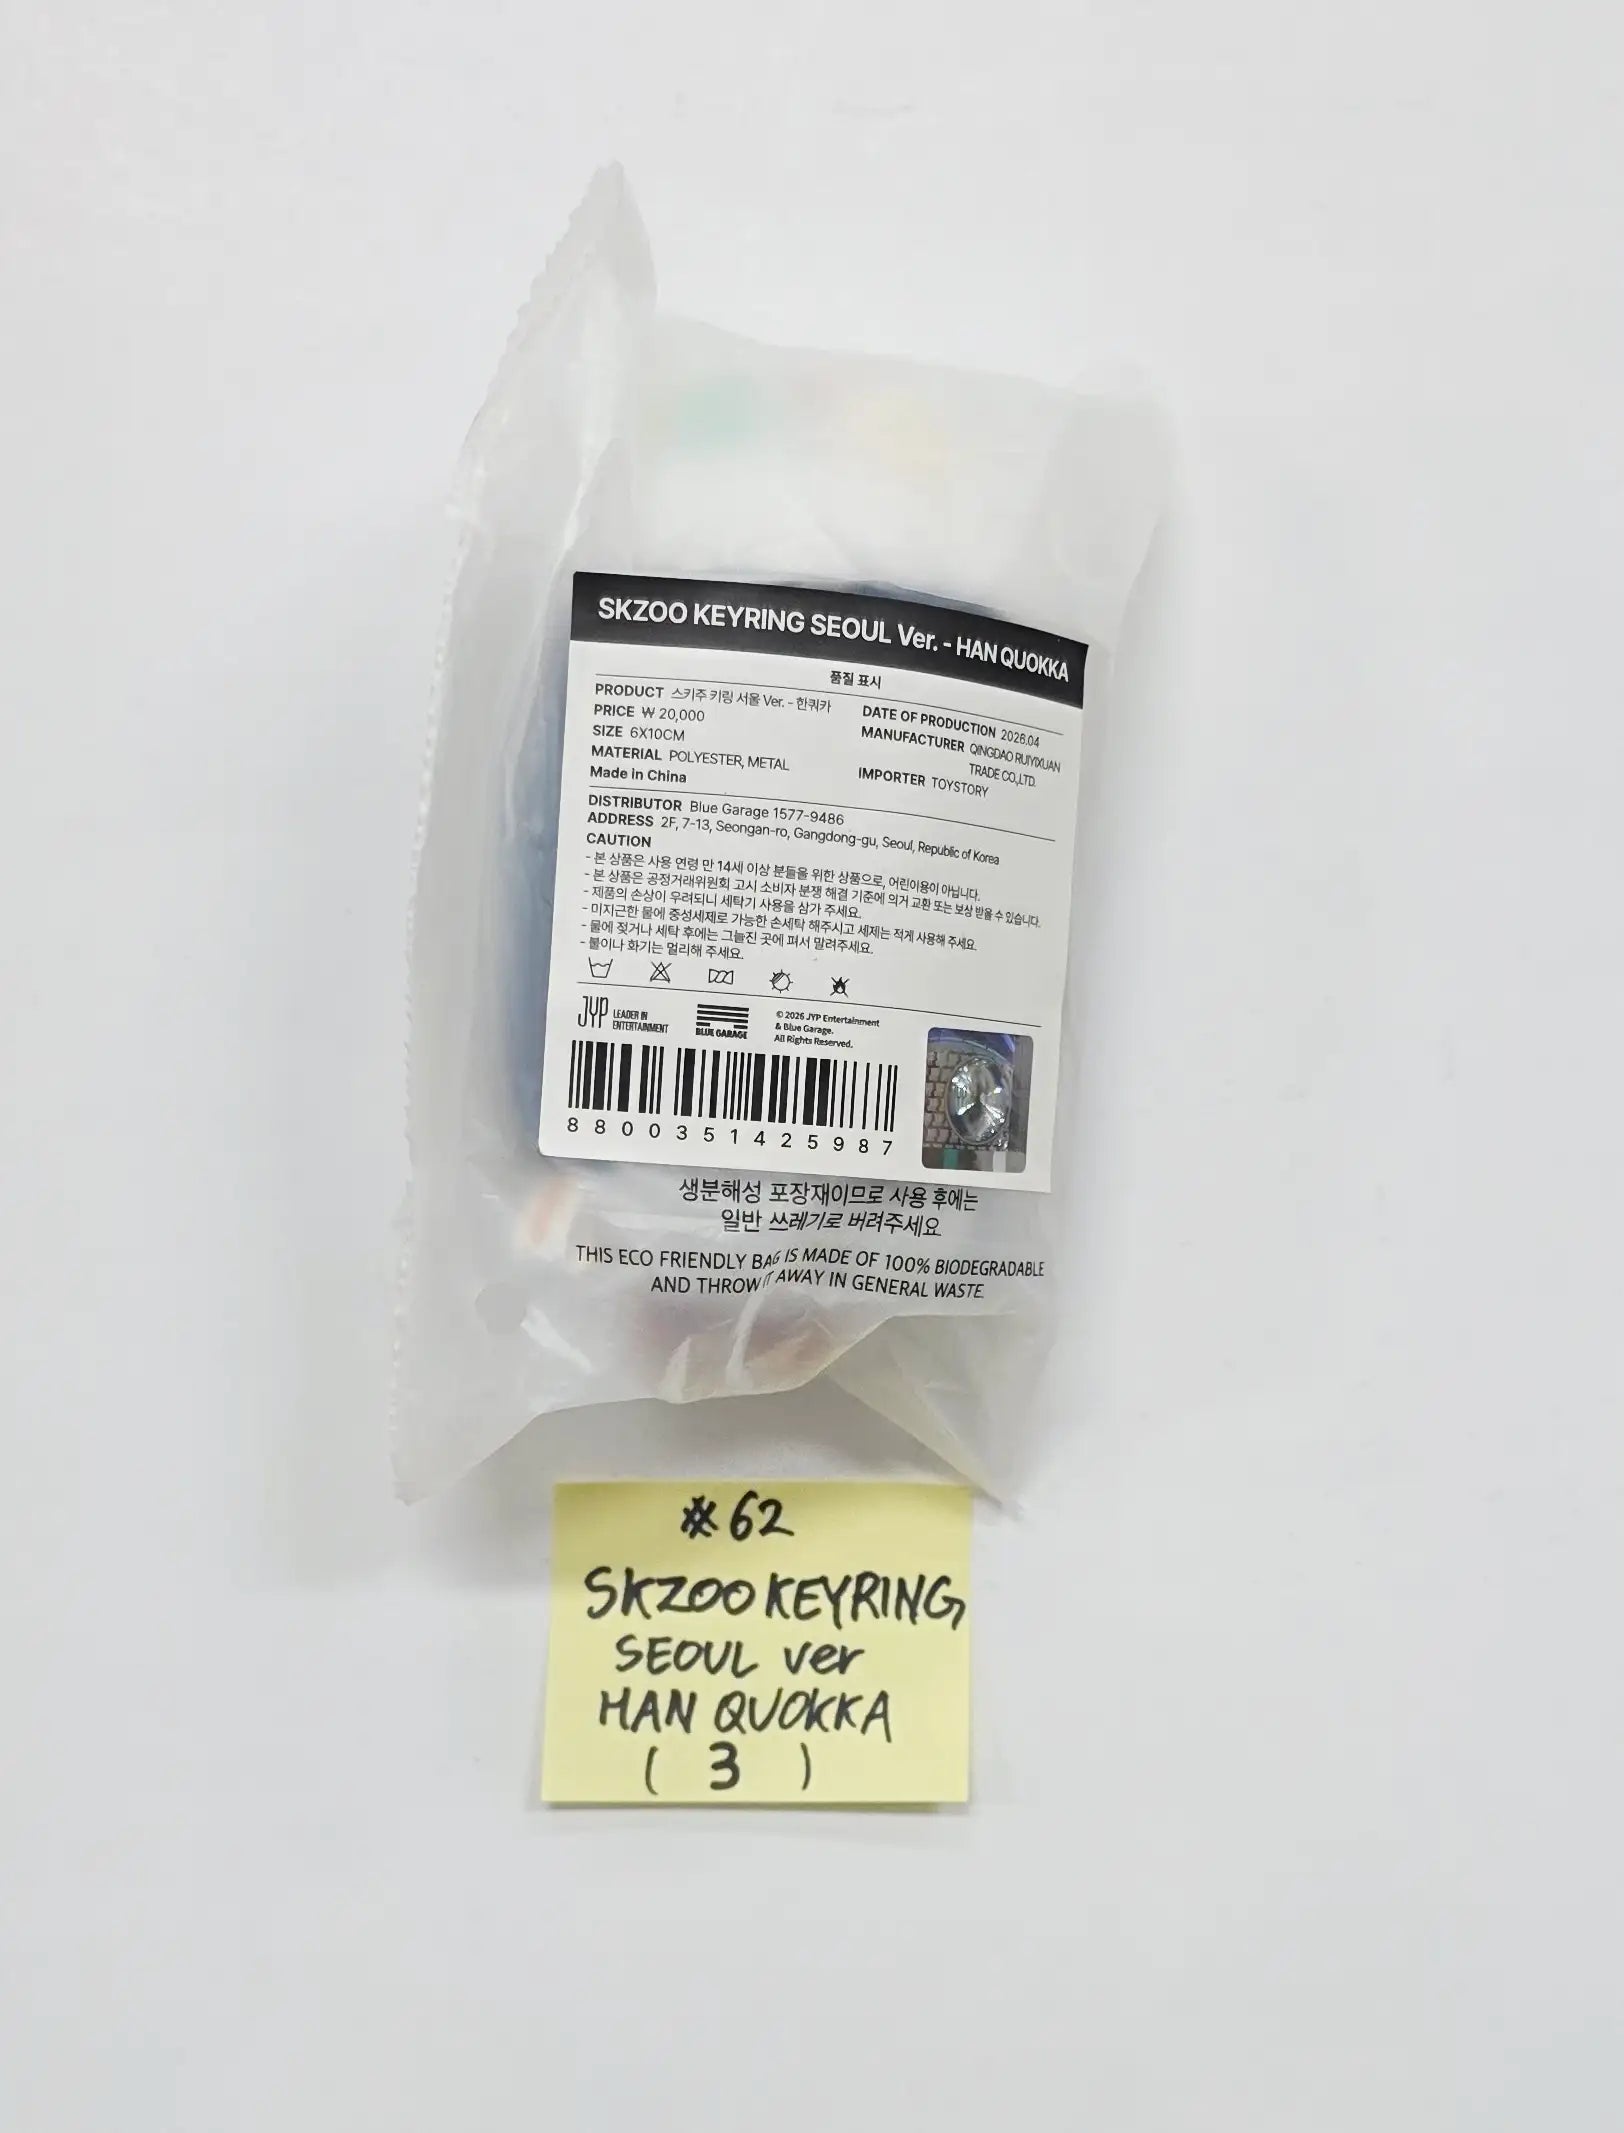 SKZOO KEYRING SEOUL Ver. - HAN QUOKKA
품질 표시
PRODUCT 스키주 키링 서울 Ver. - 한쿼카
PRICE ₩ 20,000
SIZE 6X10CM
MATERIAL POLYESTER, METAL
Made in China
DATE OF PRODUCTION 2026.04
MANUFACTURER QINGDAO RUIYIXUAN
TRADE CO.,LTD.
IMPORTER TOYSTORY
DISTRIBUTOR Blue Garage 1577-9486
ADDRESS 2F, 7-13, Seongan-ro, Gangdong-gu, Seoul, Republic of Korea
CAUTION
- 본 상품은 사용 연령 만 14세 이상 분들을 위한 상품으로, 어린이용이 아닙니다.
- 본 상품은 공정거래위원회 고시 소비자 분쟁 해결 기준에 의거 교환 또는 보상 받을 수 있습니다.
- 제품의 손상이 우려되니 세탁기 사용을 삼가 주세요.
- 미지근한 물에 중성세제로 가능한 손세탁 해주시고 세제는 적게 사용해 주세요.
- 물에 젖거나 세탁 후에는 그늘진 곳에 펴서 말려주세요.
- 불이나 화기는 멀리해 주세요.
JYP LEADER IN
ENTERTAINMENT
BLUE GARAGE
© 2026 JYP Entertainment
& Blue Garage.
All Rights Reserved.
8800351425987
생분해성 포장재이므로 사용 후에는
일반 쓰레기로 버려주세요
THIS ECO FRIENDLY BAG IS MADE OF 100% BIODEGRADABLE
AND THROW IT AWAY IN GENERAL WASTE
#62
SKZOO KEYRING
SEOUL ver
HAN QUOKKA
( 3 )